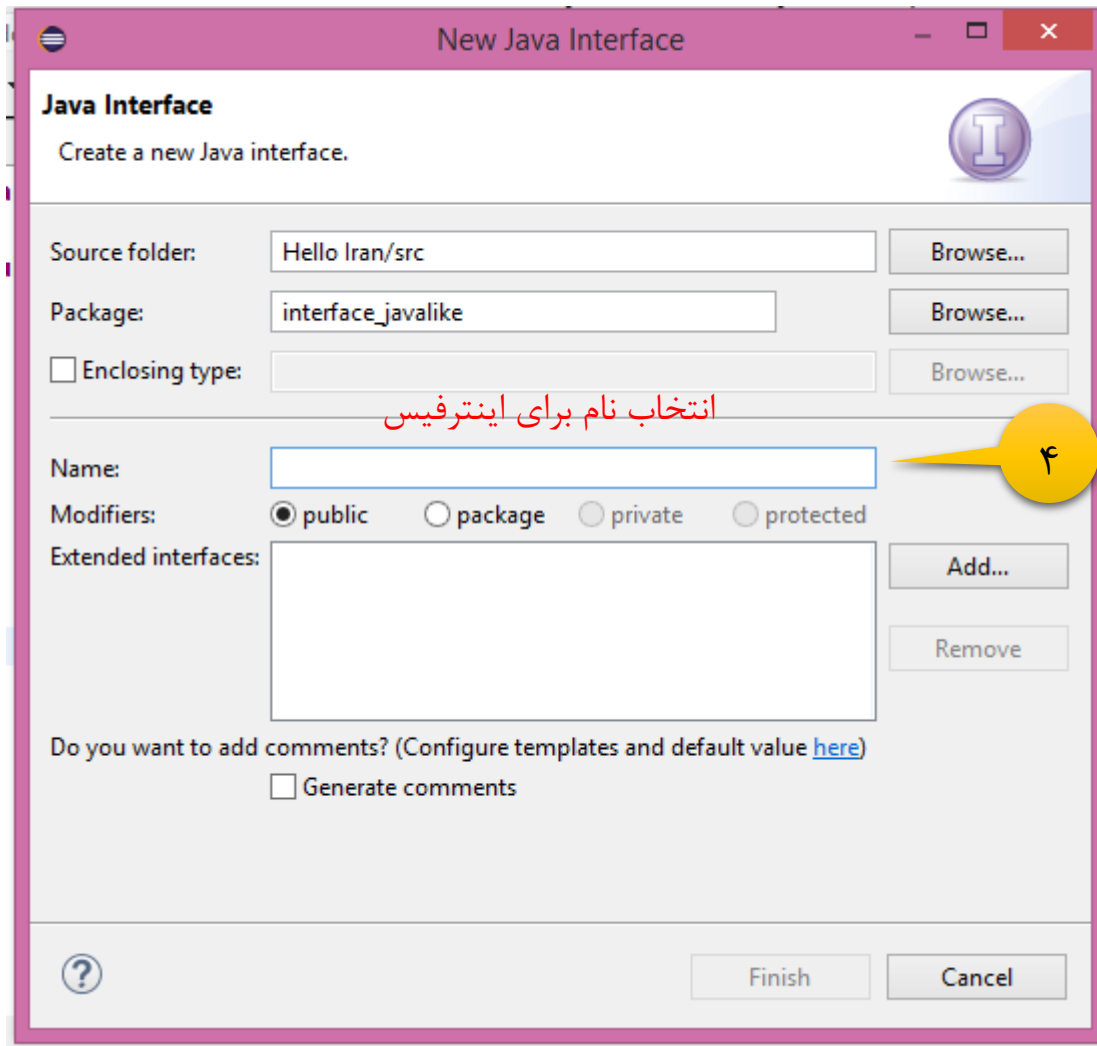 New Java Interface
Java Interface
Create a new Java interface.
Source folder: Hello Iran/src Browse...
Package: interface_javalike Browse...
Enclosing type: Browse...
انتخاب نام برای اینترفیس
Name: ۴
Modifiers: public package private protected
Extended interfaces: Add...
Remove
Do you want to add comments? (Configure templates and default value here)
Generate comments
? Finish Cancel